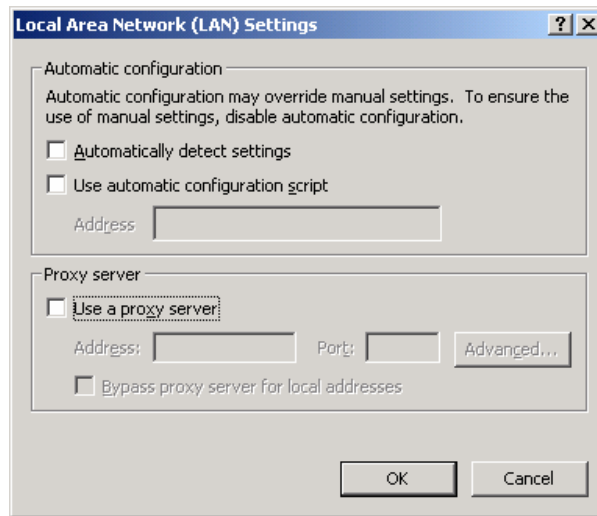 Local Area Network (LAN) Settings
Automatic configuration
Automatic configuration may override manual settings. To ensure the
use of manual settings, disable automatic configuration.
Automatically detect settings
Use automatic configuration script
Address
Proxy server
Use a proxy server
Address:
Port:
Advanced...
Bypass proxy server for local addresses
OK
Cancel